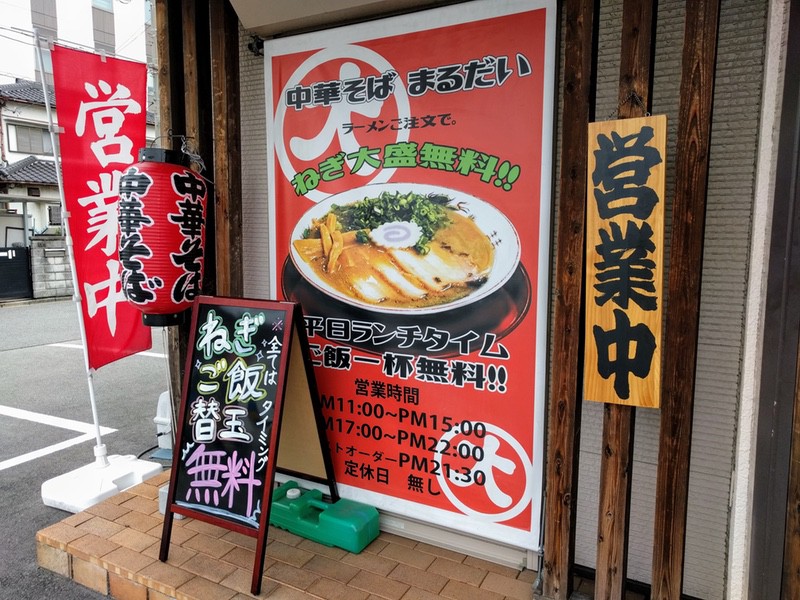 営業中
中華そば
中華そば
大
中華そば まるだい
ラーメンご注文で。
ねぎ大盛無料!!
平日ランチタイム
ご飯一杯無料!!
営業時間
M11:00~PM15:00
M17:00~PM22:00
トオーダーPM21:30
定休日 無し
大
営業中
※全てはタイミング
ねぎ
ご飯
替玉
無料